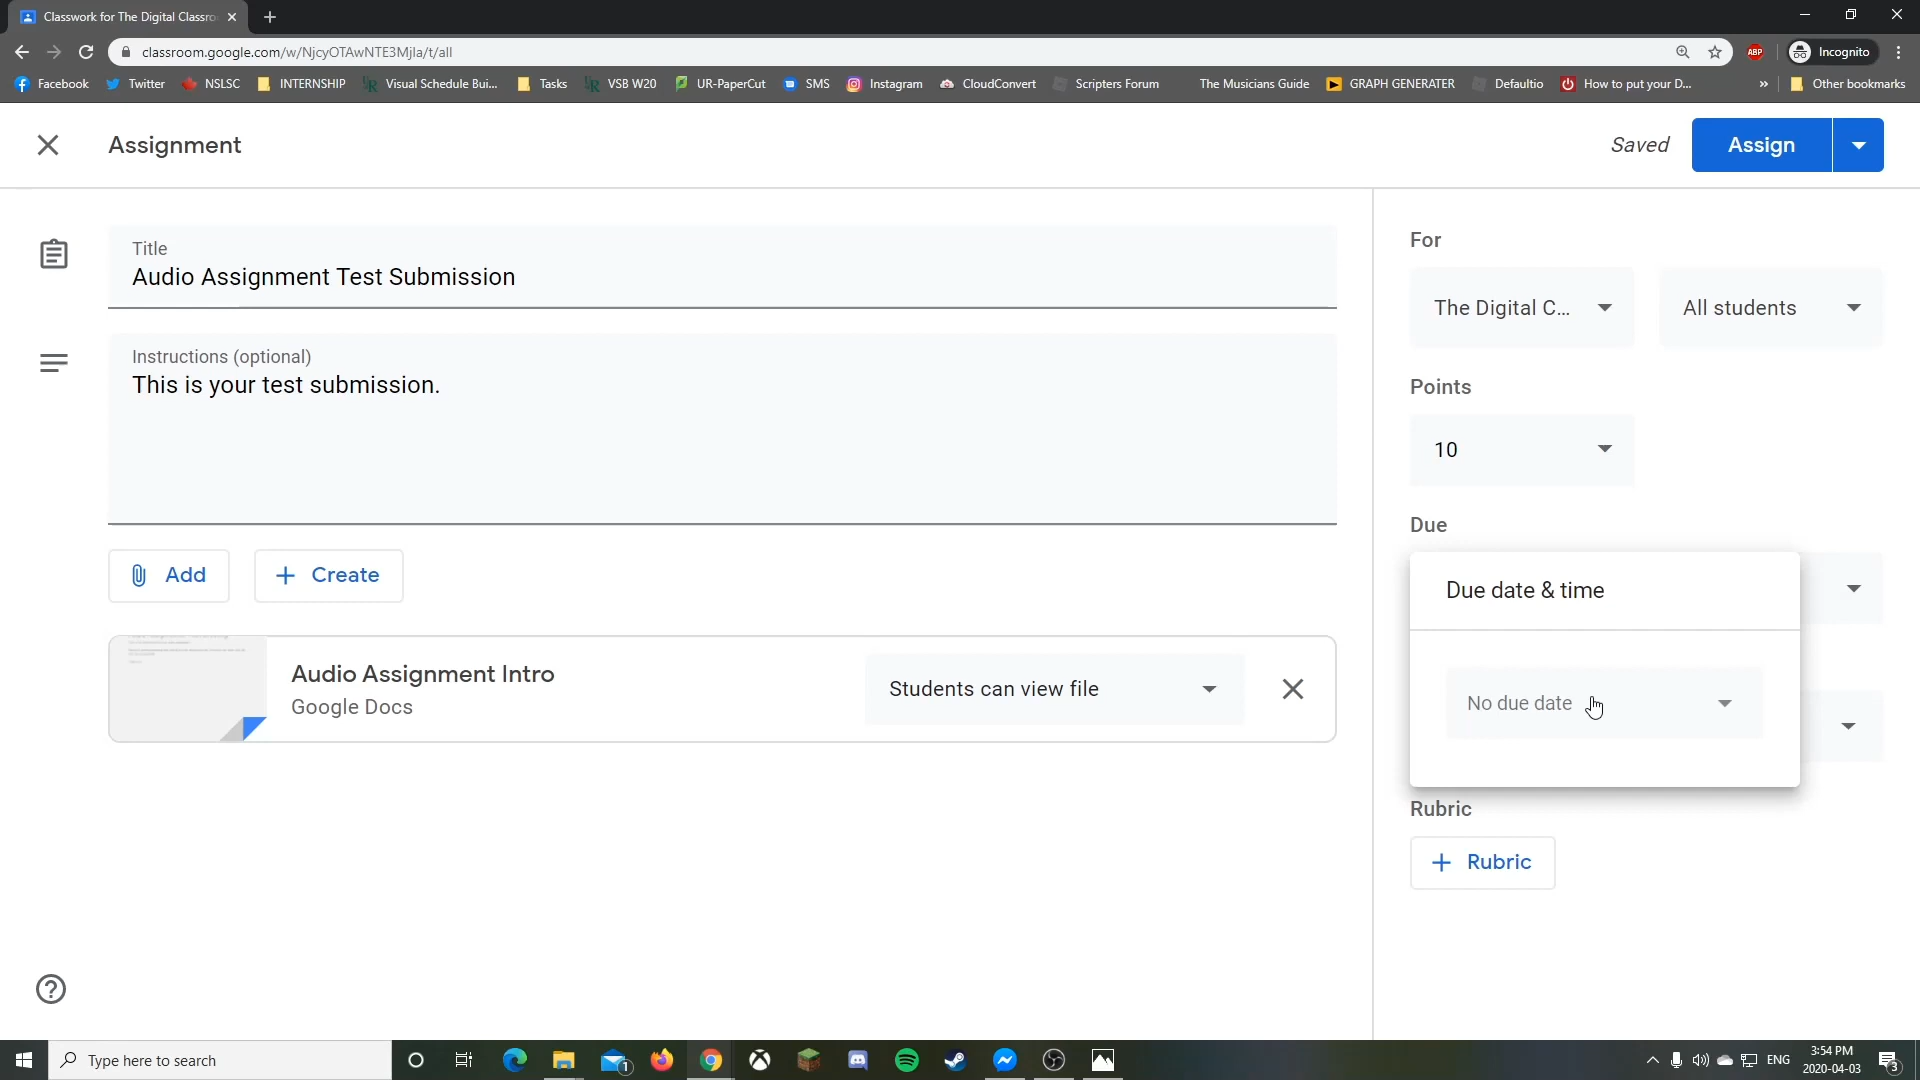 Classwork for The Digital Classro
classroom.google.com/w/NjcyOTAwNTE3Mjla/t/all
ABP
Incognito
Facebook
Twitter
NSLSC
INTERNSHIP
Visual Schedule Bui...
Tasks
VSB W20
UR-PaperCut
SMS
Instagram
CloudConvert
Scripters Forum
The Musicians Guide
GRAPH GENERATER
Defaultio
How to put your D...
»
Other bookmarks
Assignment
Saved
Assign
Title
Audio Assignment Test Submission
Instructions (optional)
This is your test submission.
Add
Create
Audio Assignment Intro
Google Docs
Students can view file
For
The Digital C...
All students
Points
10
Due
Due date & time
No due date
Rubric
Rubric
Type here to search
1
ENG
3:54 PM
2020-04-03
3